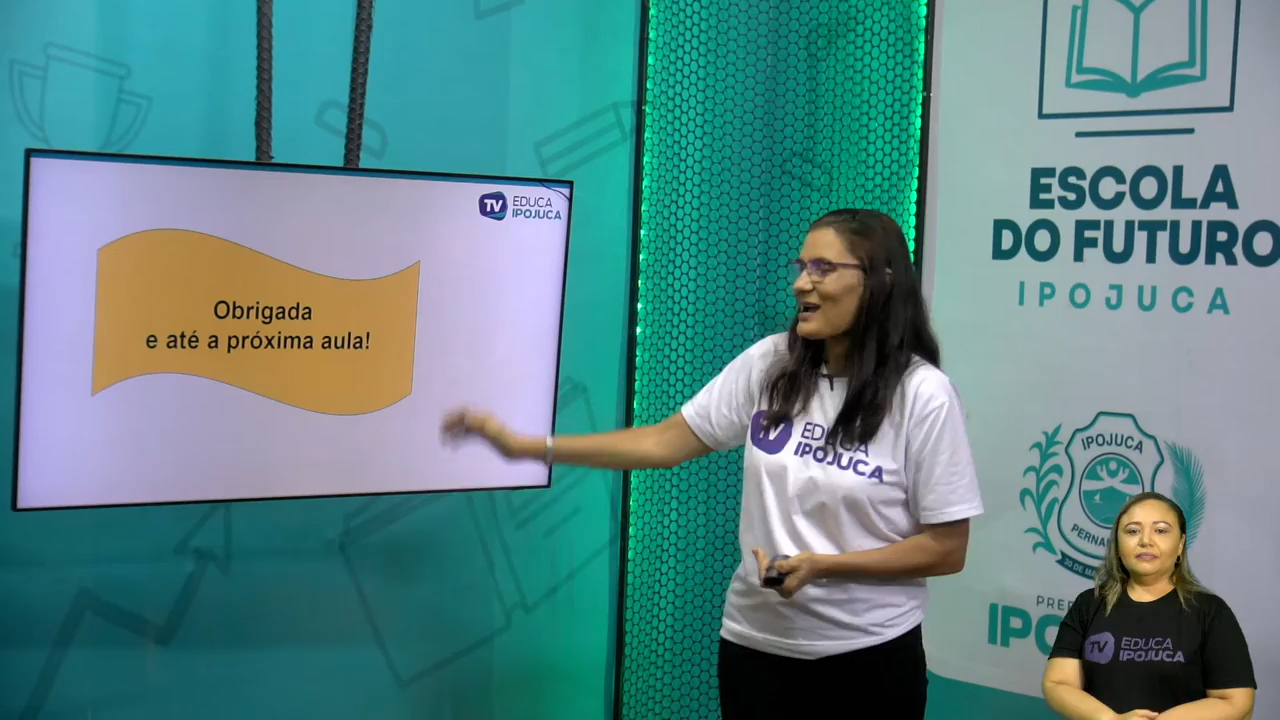 TV EDUCA
IPOJUCA
Obrigada
e até a próxima aula!
TV EDUCA
IPOJUCA
ESCOLA
DO FUTURO
IPOJUCA
IPOJUCA
TV EDUCA
IPOJUCA